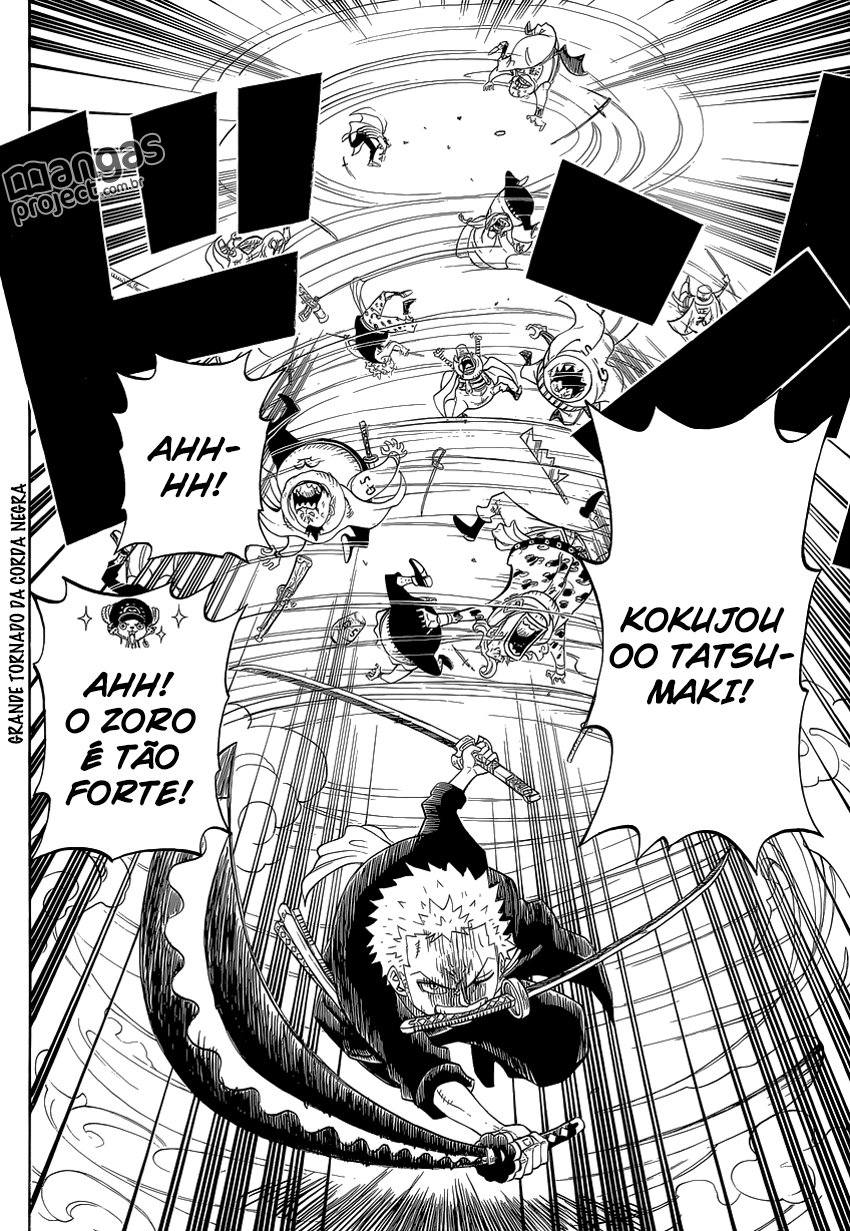 mangas
project.com.br
AHH-
HH!
KOKUJOU
OO TATSU-
MAKI!
AHH!
O ZORO
É TÃO
FORTE!
GRANDE TORNADO DA CORDA NEGRA